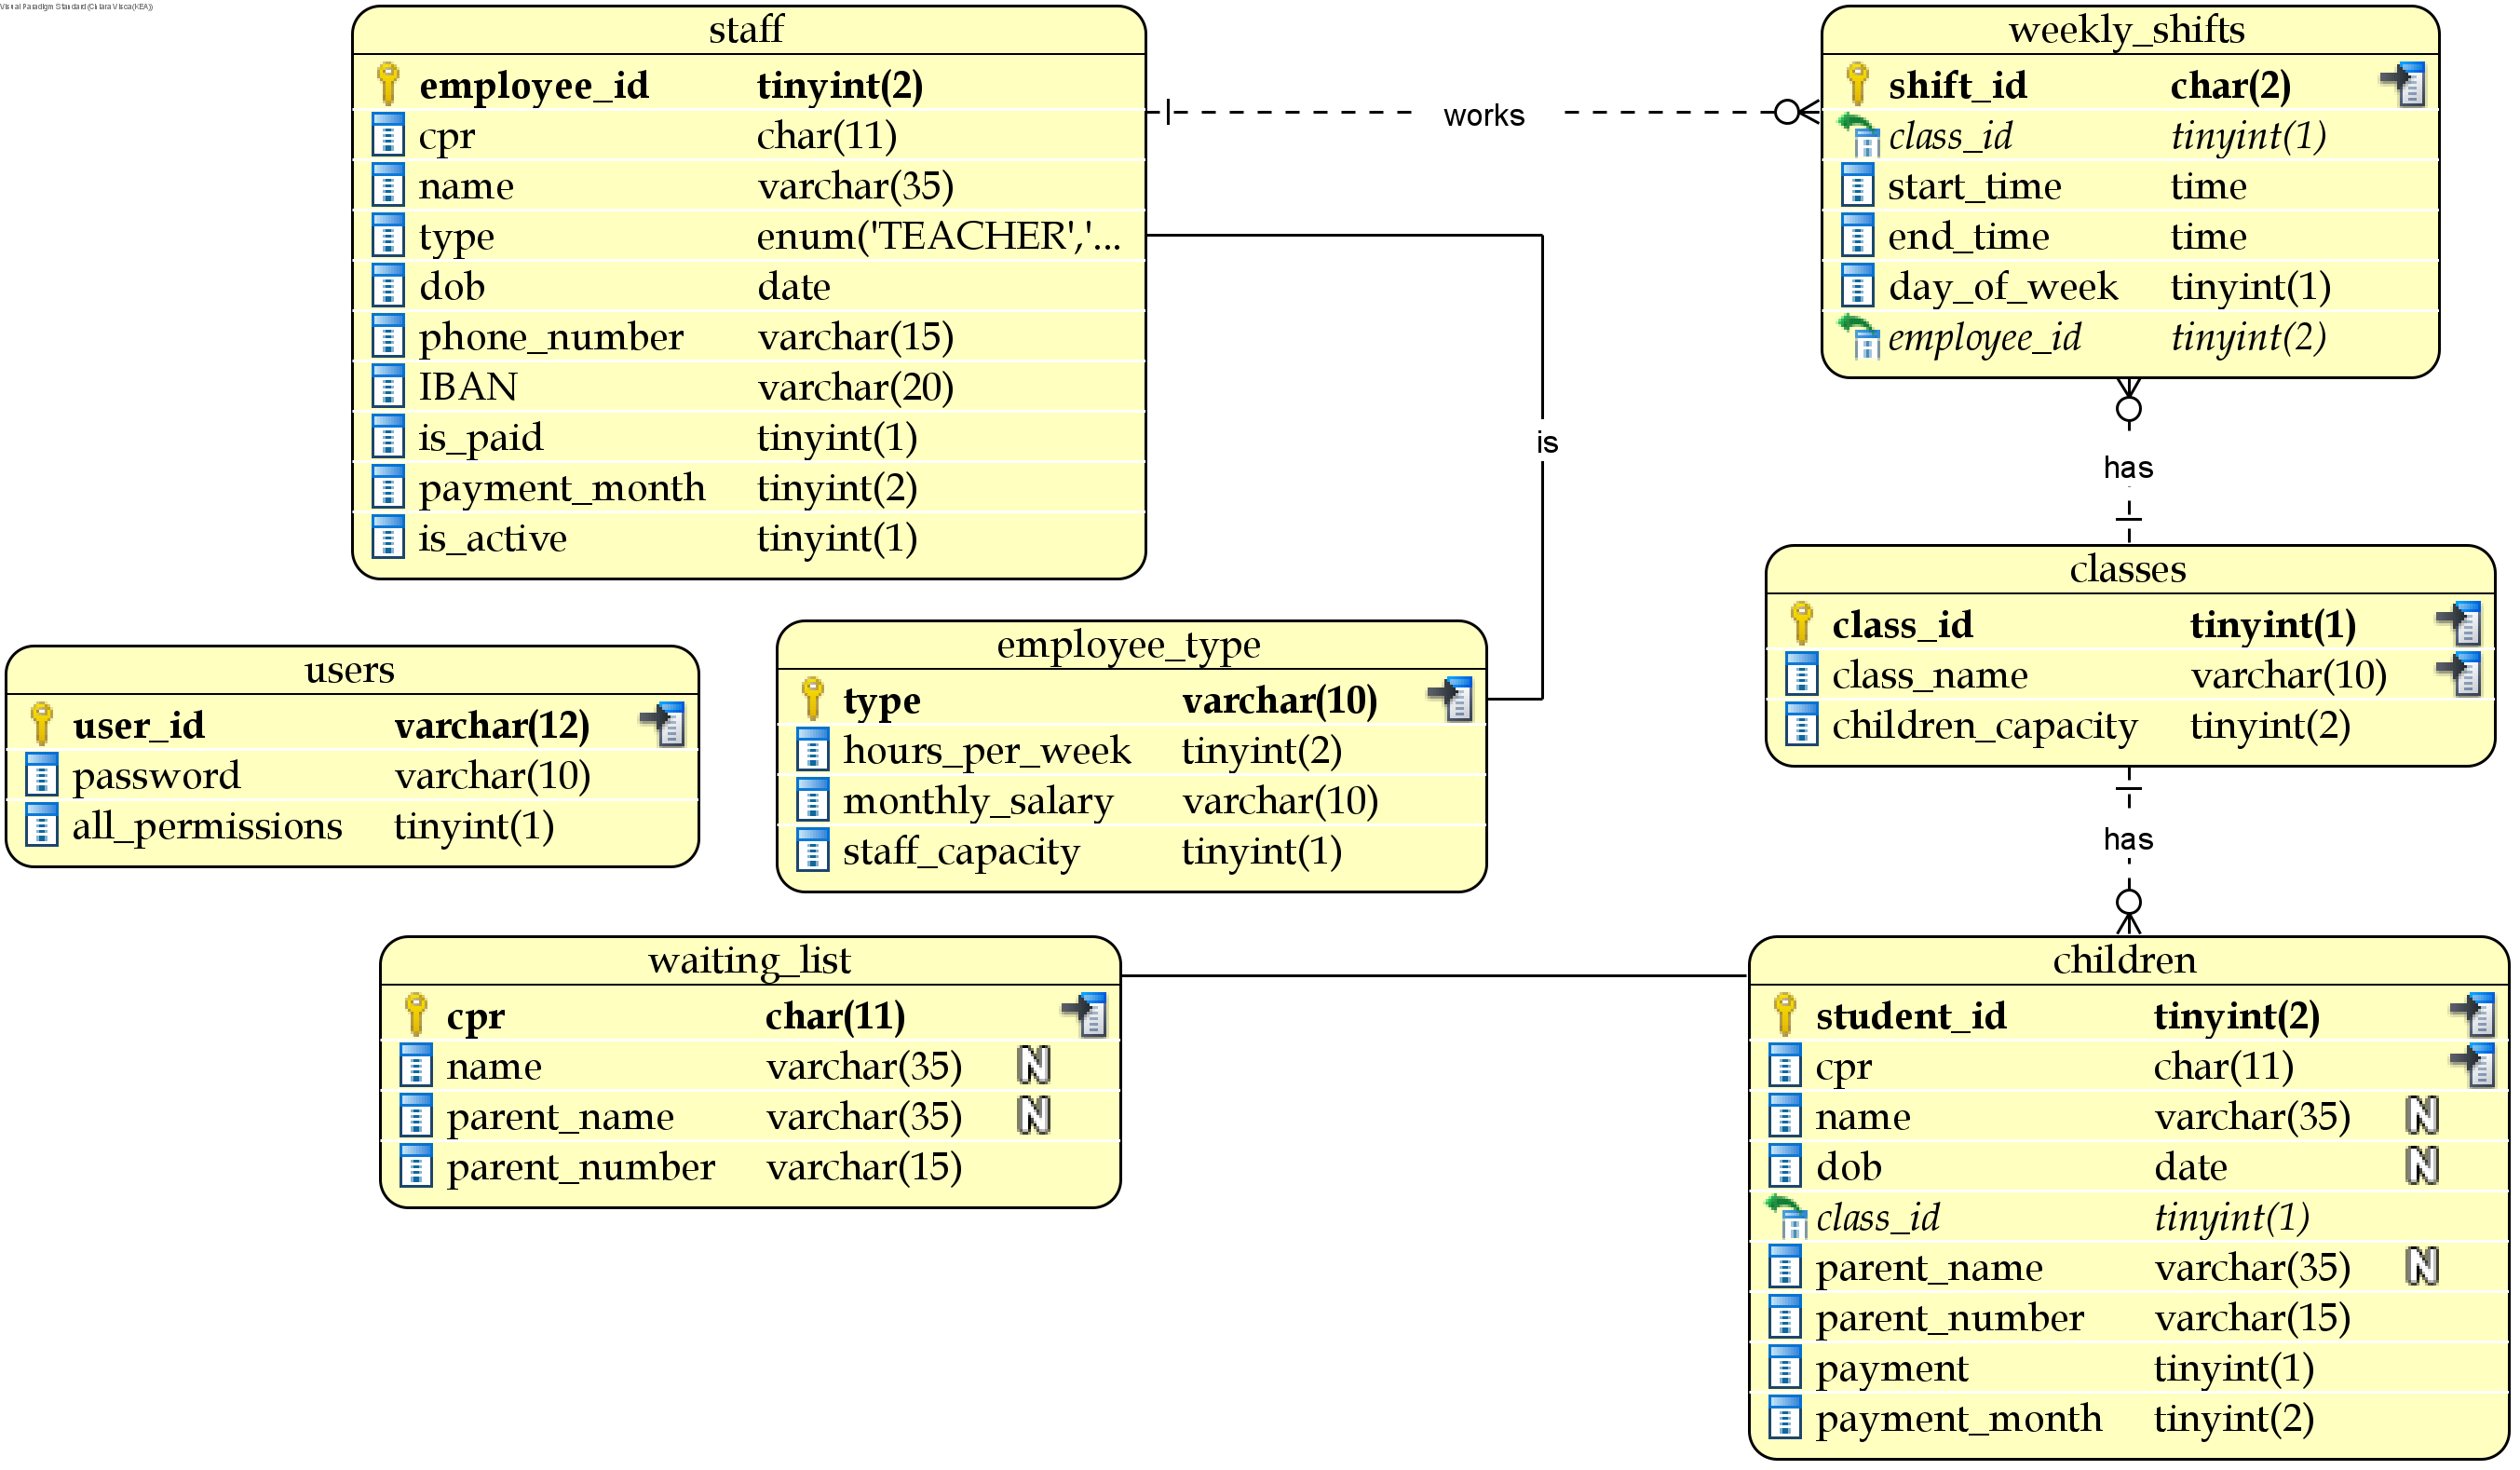 Visual Paradigm Standard (Chiara Visca(KEA))
staff
employee_id tinyint(2)
cpr char(11)
name varchar(35)
type enum('TEACHER','...
dob date
phone_number varchar(15)
IBAN varchar(20)
is_paid tinyint(1)
payment_month tinyint(2)
is_active tinyint(1)
works
weekly_shifts
shift_id char(2)
class_id tinyint(1)
start_time time
end_time time
day_of_week tinyint(1)
employee_id tinyint(2)
is
has
classes
class_id tinyint(1)
class_name varchar(10)
children_capacity tinyint(2)
users
user_id varchar(12)
password varchar(10)
all_permissions tinyint(1)
employee_type
type varchar(10)
hours_per_week tinyint(2)
monthly_salary varchar(10)
staff_capacity tinyint(1)
has
waiting_list
cpr char(11)
name varchar(35) N
parent_name varchar(35) N
parent_number varchar(15)
children
student_id tinyint(2)
cpr char(11)
name varchar(35) N
dob date N
class_id tinyint(1)
parent_name varchar(35) N
parent_number varchar(15)
payment tinyint(1)
payment_month tinyint(2)